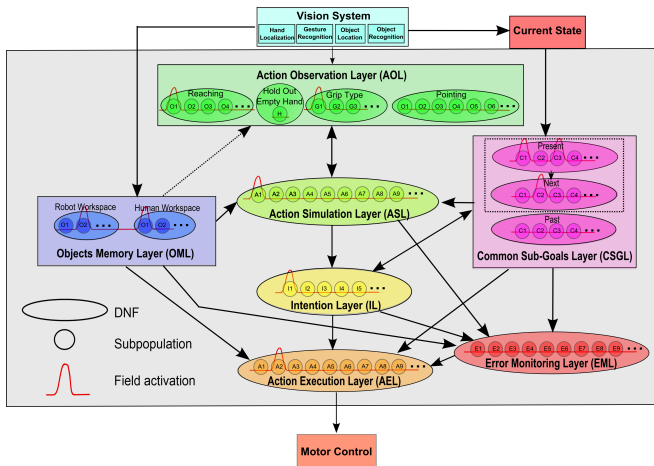 Vision System
Hand Localization
Gesture Recognition
Object Location
Object Recognition
Current State
Action Observation Layer (AOL)
Reaching
O1 O2 O3 O4
Hold Out Empty Hand
H
Grip Type
G1 G2 G3
Pointing
O1 O2 O3 O4 O5 O6
Present
C1 C2 C3 C4
Next
C1 C2 C3 C4
Past
C1 C2 C3 C4
Common Sub-Goals Layer (CSGL)
A1 A2 A3 A4 A5 A6 A7 A8 A9
Action Simulation Layer (ASL)
Robot Workspace
O1 O2
Human Workspace
O1 O2
Objects Memory Layer (OML)
I1 I2 I3 I4 I5
Intention Layer (IL)
DNF
Subpopulation
Field activation
A1 A2 A3 A4 A5 A6 A7 A8 A9
Action Execution Layer (AEL)
E1 E2 E3 E4 E5 E6 E7 E8 E9
Error Monitoring Layer (EML)
Motor Control